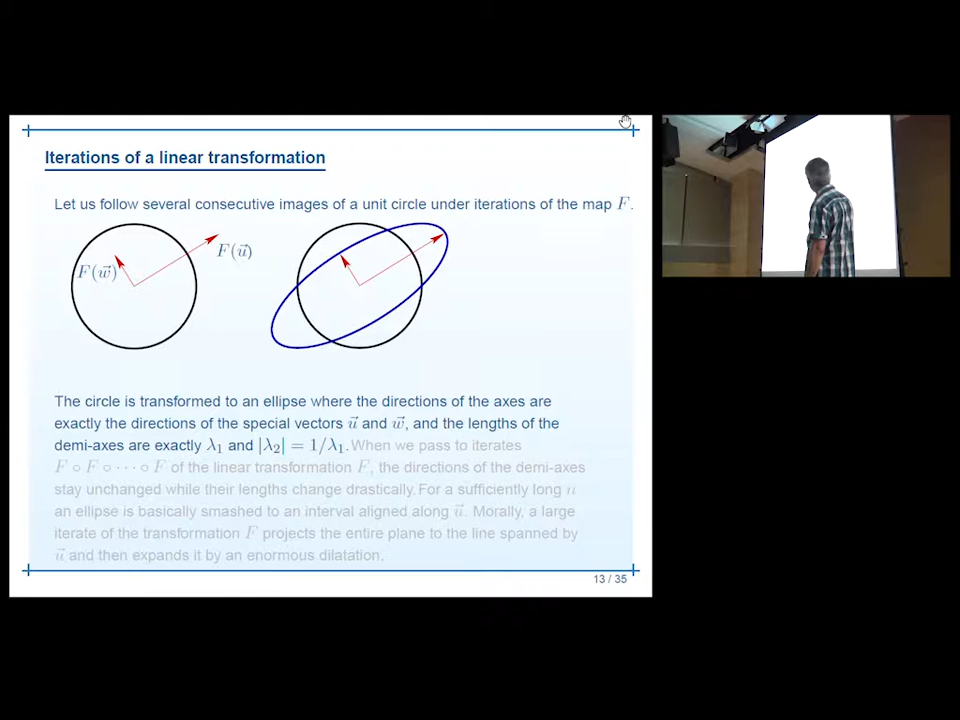 Iterations of a linear transformation
Let us follow several consecutive images of a unit circle under iterations of the map F.
F(w⃗) F(u⃗)
The circle is transformed to an ellipse where the directions of the axes are
exactly the directions of the special vectors u⃗ and w⃗, and the lengths of the
demi-axes are exactly λ₁ and |λ₂| = 1/λ₁. When we pass to iterates
F ∘ F ∘ ··· ∘ F of the linear transformation F, the directions of the demi-axes
stay unchanged while their lengths change drastically. For a sufficiently long n
an ellipse is basically smashed to an interval aligned along u⃗. Morally, a large
iterate of the transformation F projects the entire plane to the line spanned by
u⃗ and then expands it by an enormous dilatation.
13 / 35